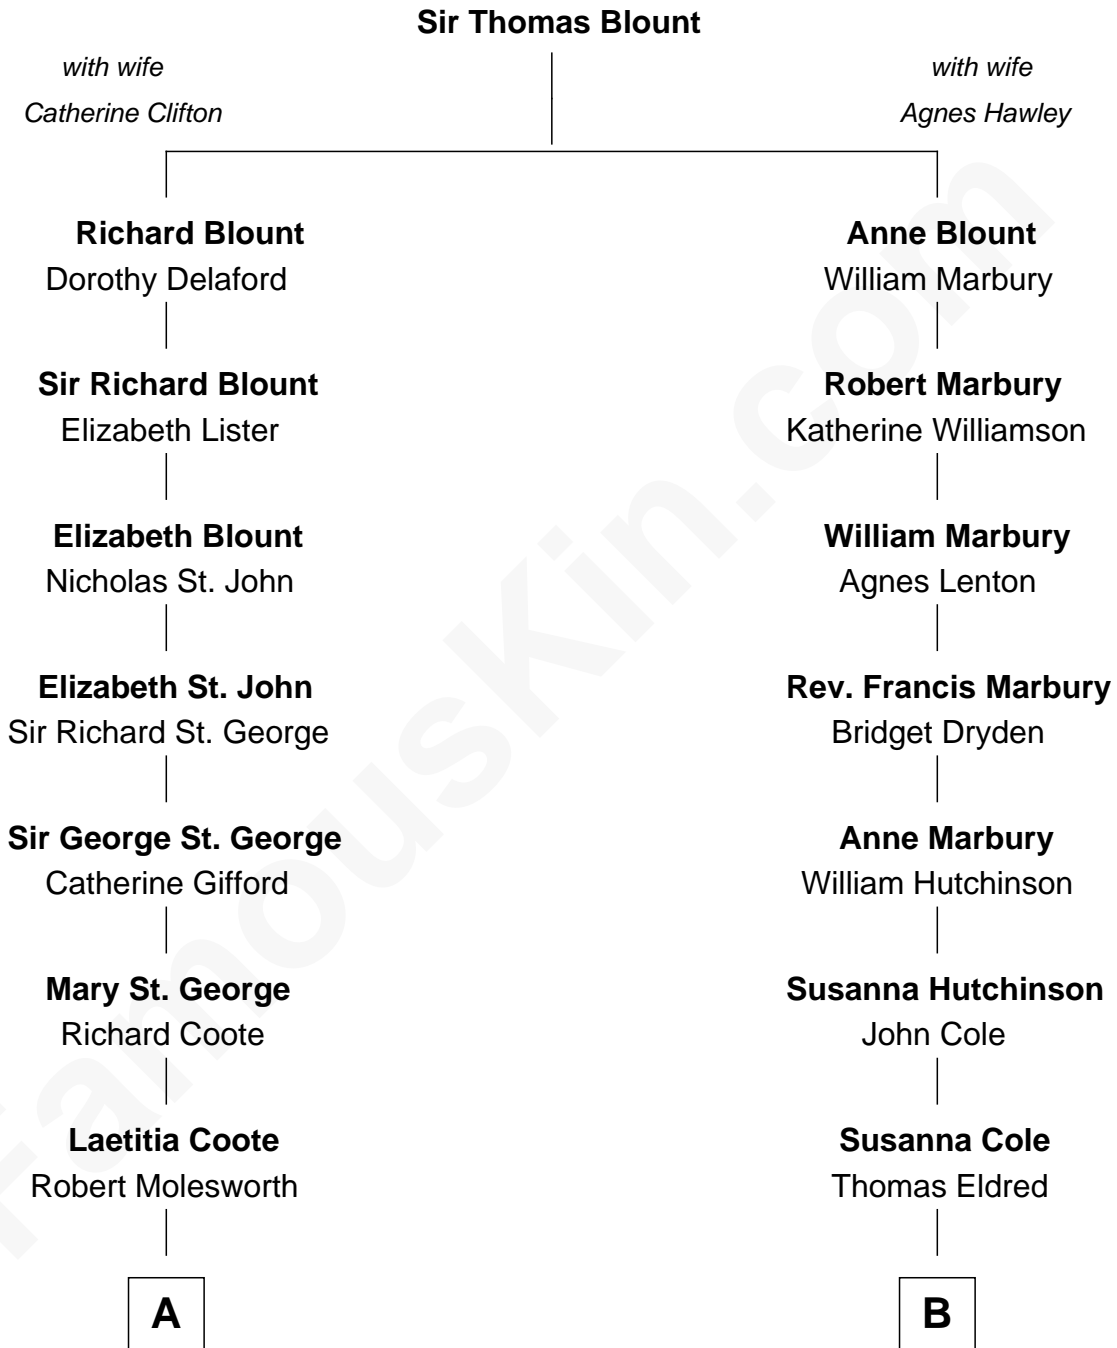 Sir Thomas Blount
with wife
Catherine Clifton
with wife
Agnes Hawley
Richard Blount
Dorothy Delaford
Anne Blount
William Marbury
Sir Richard Blount
Elizabeth Lister
Robert Marbury
Katherine Williamson
Elizabeth Blount
Nicholas St. John
William Marbury
Agnes Lenton
Elizabeth St. John
Sir Richard St. George
Rev. Francis Marbury
Bridget Dryden
Sir George St. George
Catherine Gifford
Anne Marbury
William Hutchinson
Mary St. George
Richard Coote
Susanna Hutchinson
John Cole
Laetitia Coote
Robert Molesworth
Susanna Cole
Thomas Eldred
A
B
FamousKin.com